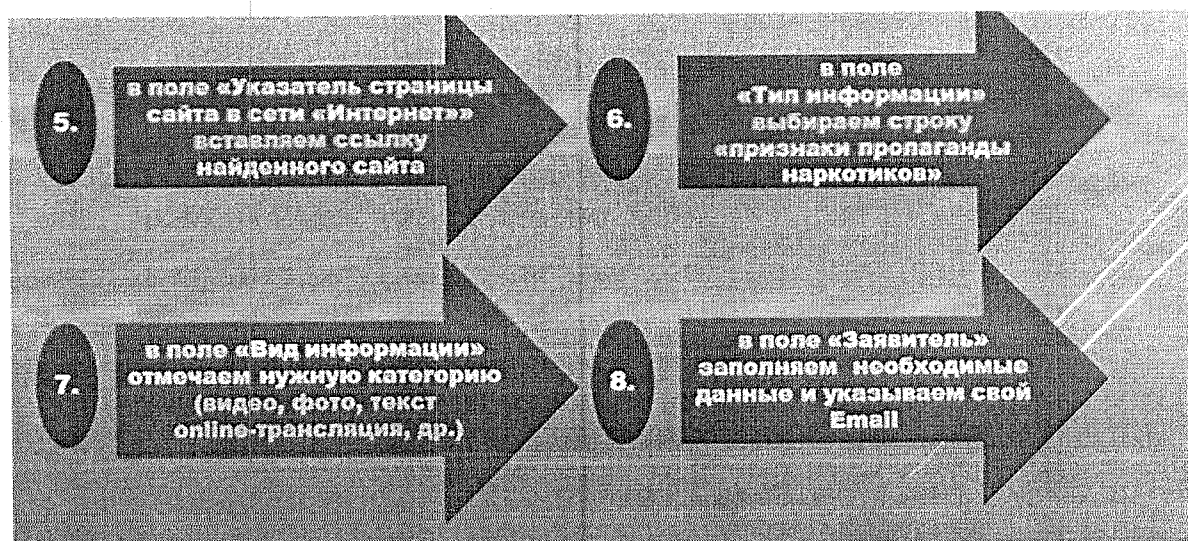 5.
в поле «Указатель страницы
сайта в сети «Интернет»»
вставляем ссылку
найденного сайта
6.
в поле
«Тип информации»
выбираем строку
«признаки пропаганды
наркотиков»
7.
в поле «Вид информации»
отмечаем нужную категорию
(видео, фото, текст
online-трансляция, др.)
8.
в поле «Заявитель»
заполняем необходимые
данные и указываем свой
Email